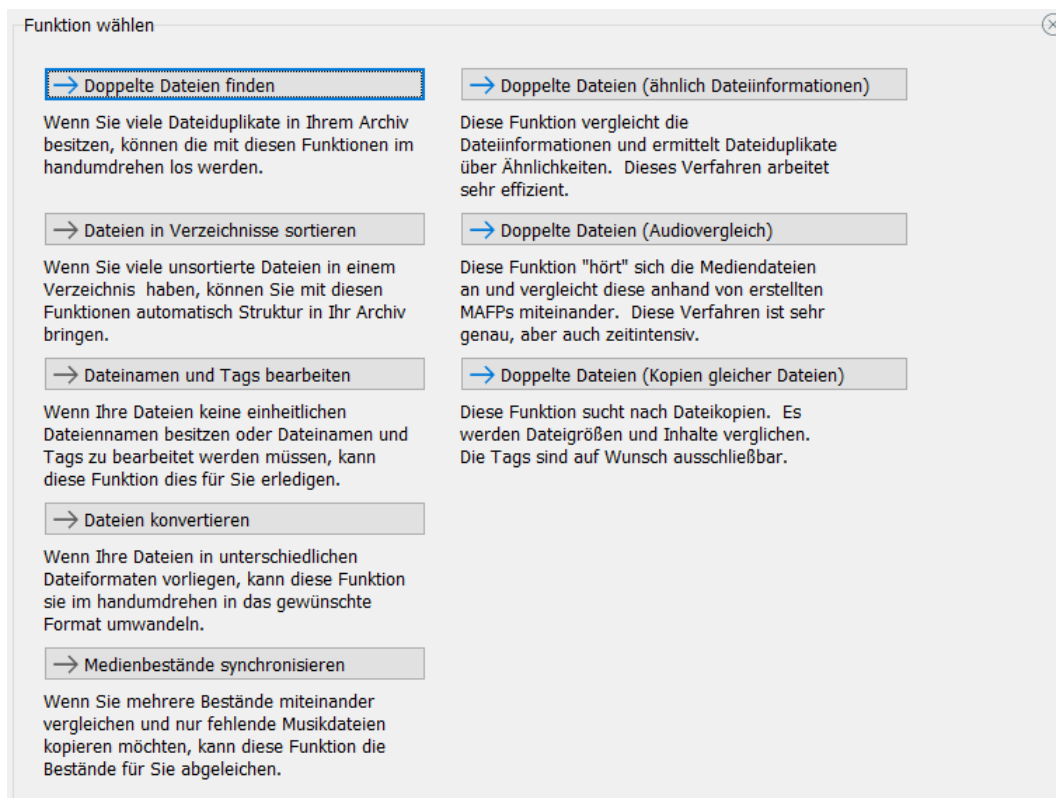 Funktion wählen
Doppelte Dateien finden
Wenn Sie viele Dateiduplikate in Ihrem Archiv
besitzen, können die mit diesen Funktionen im
handumdrehen los werden.
Dateien in Verzeichnisse sortieren
Wenn Sie viele unsortierte Dateien in einem
Verzeichnis  haben, können Sie mit diesen
Funktionen automatisch Struktur in Ihr Archiv
bringen.
Dateinamen und Tags bearbeiten
Wenn Ihre Dateien keine einheitlichen
Dateiennamen besitzen oder Dateinamen und
Tags zu bearbeitet werden müssen, kann
diese Funktion dies für Sie erledigen.
Dateien konvertieren
Wenn Ihre Dateien in unterschiedlichen
Dateiformaten vorliegen, kann diese Funktion
sie im handumdrehen in das gewünschte
Format umwandeln.
Medienbestände synchronisieren
Wenn Sie mehrere Bestände miteinander
vergleichen und nur fehlende Musikdateien
kopieren möchten, kann diese Funktion die
Bestände für Sie abgeleichen.
Doppelte Dateien (ähnlich Dateiinformationen)
Diese Funktion vergleicht die
Dateiinformationen und ermittelt Dateiduplikate
über Ähnlichkeiten.  Dieses Verfahren arbeitet
sehr effizient.
Doppelte Dateien (Audiovergleich)
Diese Funktion "hört" sich die Mediendateien
an und vergleicht diese anhand von erstellten
MAFPs miteinander.  Diese Verfahren ist sehr
genau, aber auch zeitintensiv.
Doppelte Dateien (Kopien gleicher Dateien)
Diese Funktion sucht nach Dateikopien.  Es
werden Dateigrößen und Inhalte verglichen.
Die Tags sind auf Wunsch ausschließbar.